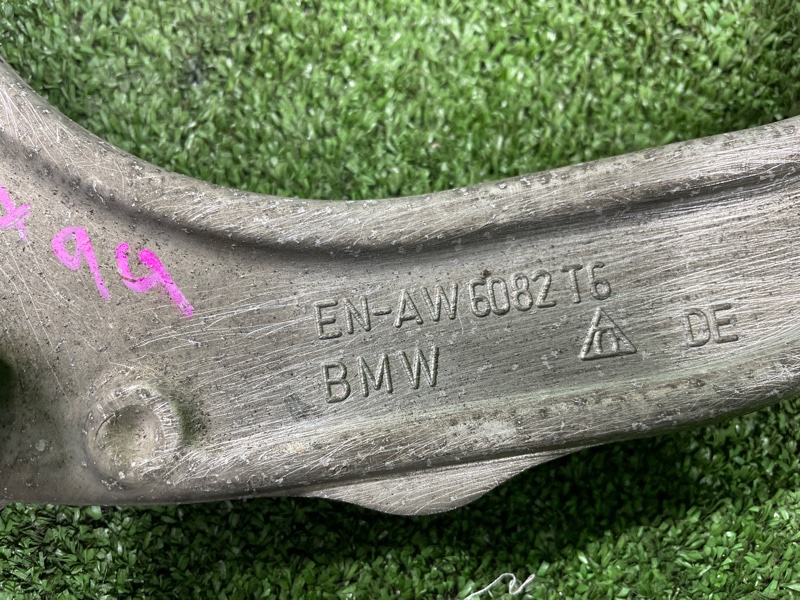 EN-AW 6082 T6
BMW DE